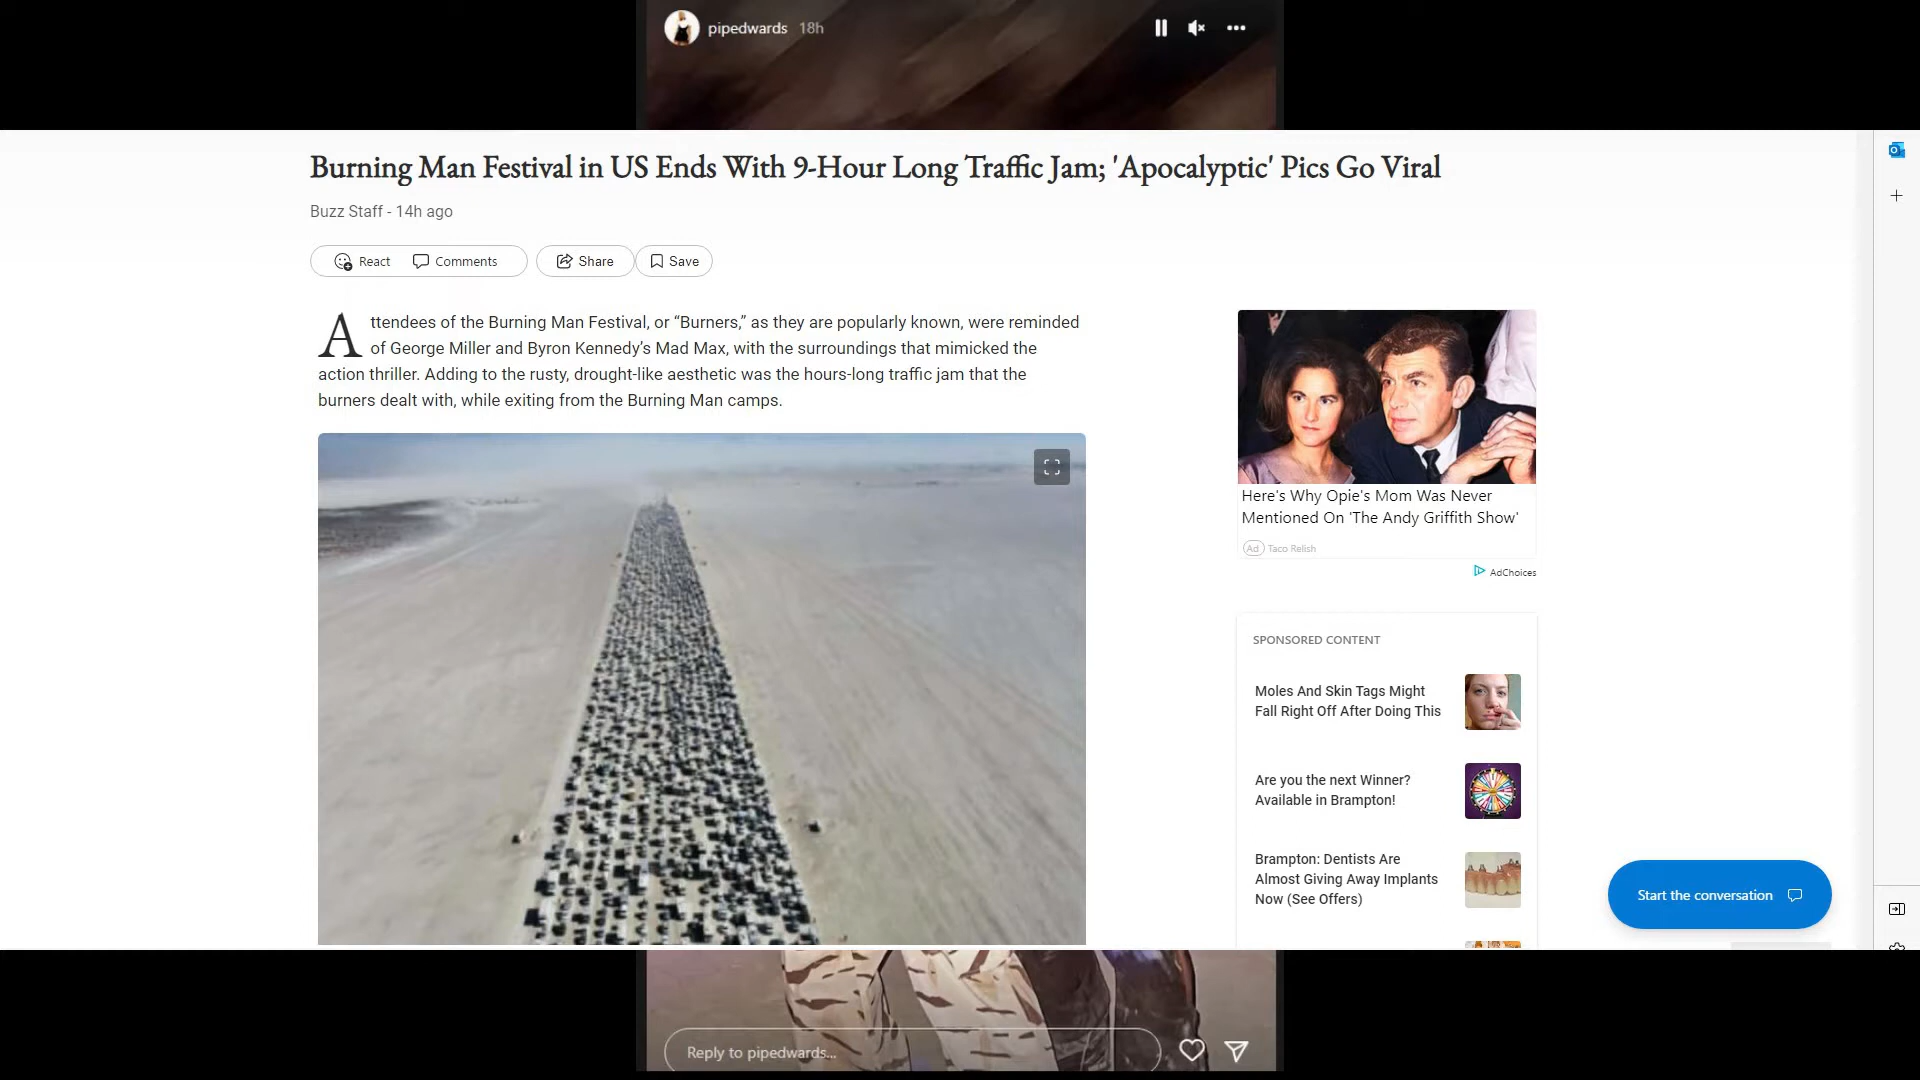 pipedwards 18h
Burning Man Festival in US Ends With 9-Hour Long Traffic Jam; 'Apocalyptic' Pics Go Viral
Buzz Staff - 14h ago
React Comments Share Save
Attendees of the Burning Man Festival, or “Burners,” as they are popularly known, were reminded
of George Miller and Byron Kennedy’s Mad Max, with the surroundings that mimicked the
action thriller. Adding to the rusty, drought-like aesthetic was the hours-long traffic jam that the
burners dealt with, while exiting from the Burning Man camps.
Here's Why Opie's Mom Was Never
Mentioned On 'The Andy Griffith Show'
Ad Taco Relish
AdChoices
SPONSORED CONTENT
Moles And Skin Tags Might
Fall Right Off After Doing This
Are you the next Winner?
Available in Brampton!
Brampton: Dentists Are
Almost Giving Away Implants
Now (See Offers)
Start the conversation
Reply to pipedwards...